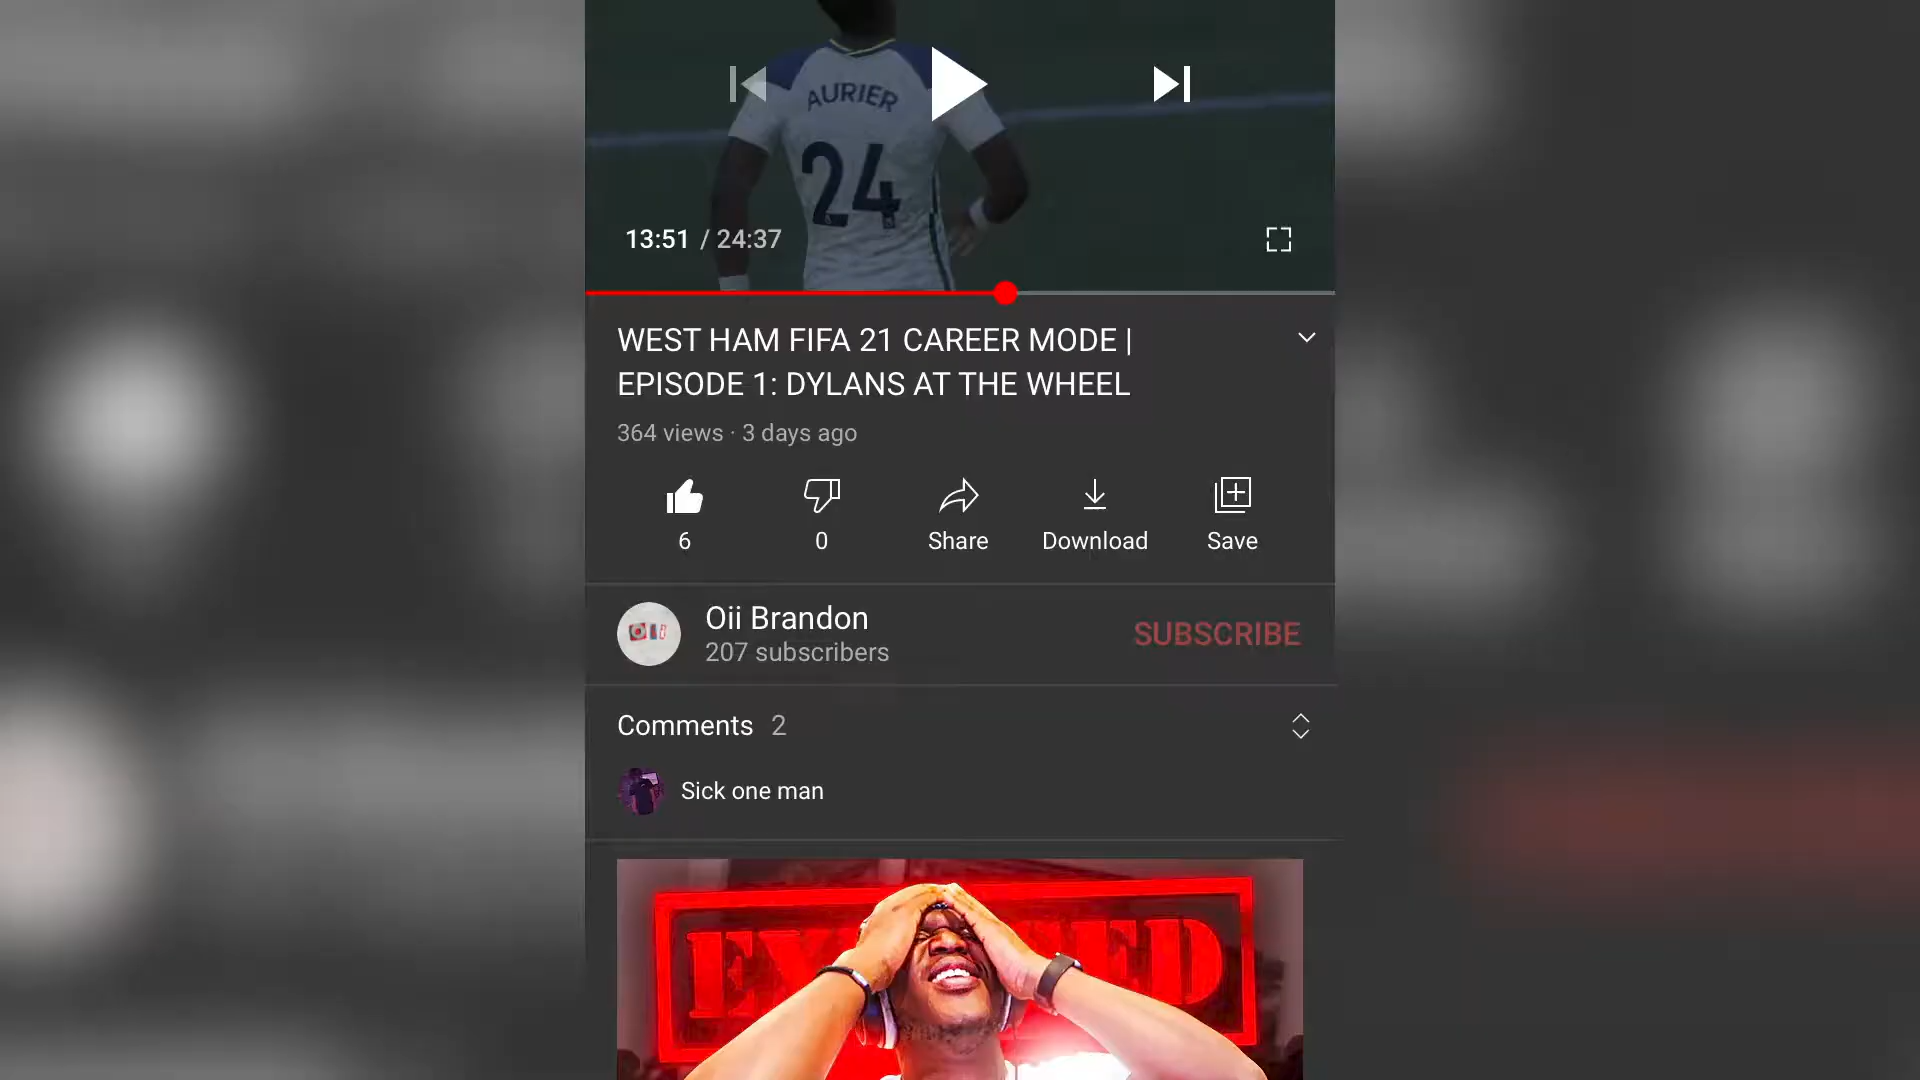 AURIER
24
13:51 / 24:37
WEST HAM FIFA 21 CAREER MODE |
EPISODE 1: DYLANS AT THE WHEEL
364 views · 3 days ago
6
0
Share
Download
Save
Oii
Oii Brandon
207 subscribers
SUBSCRIBE
Comments 2
Sick one man